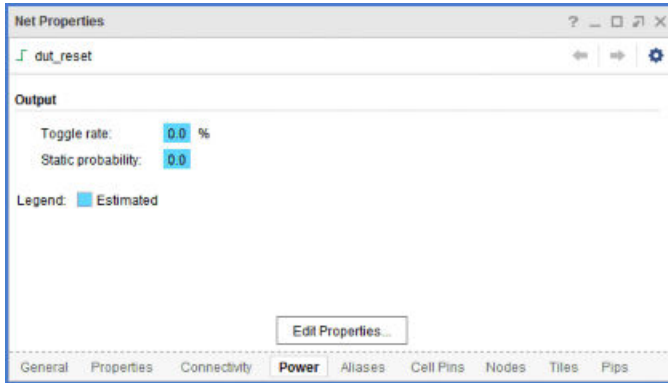 Net Properties
dut_reset
Output
Toggle rate: 0.0 %
Static probability: 0.0
Legend: Estimated
Edit Properties...
General Properties Connectivity Power Aliases Cell Pins Nodes Tiles Pips